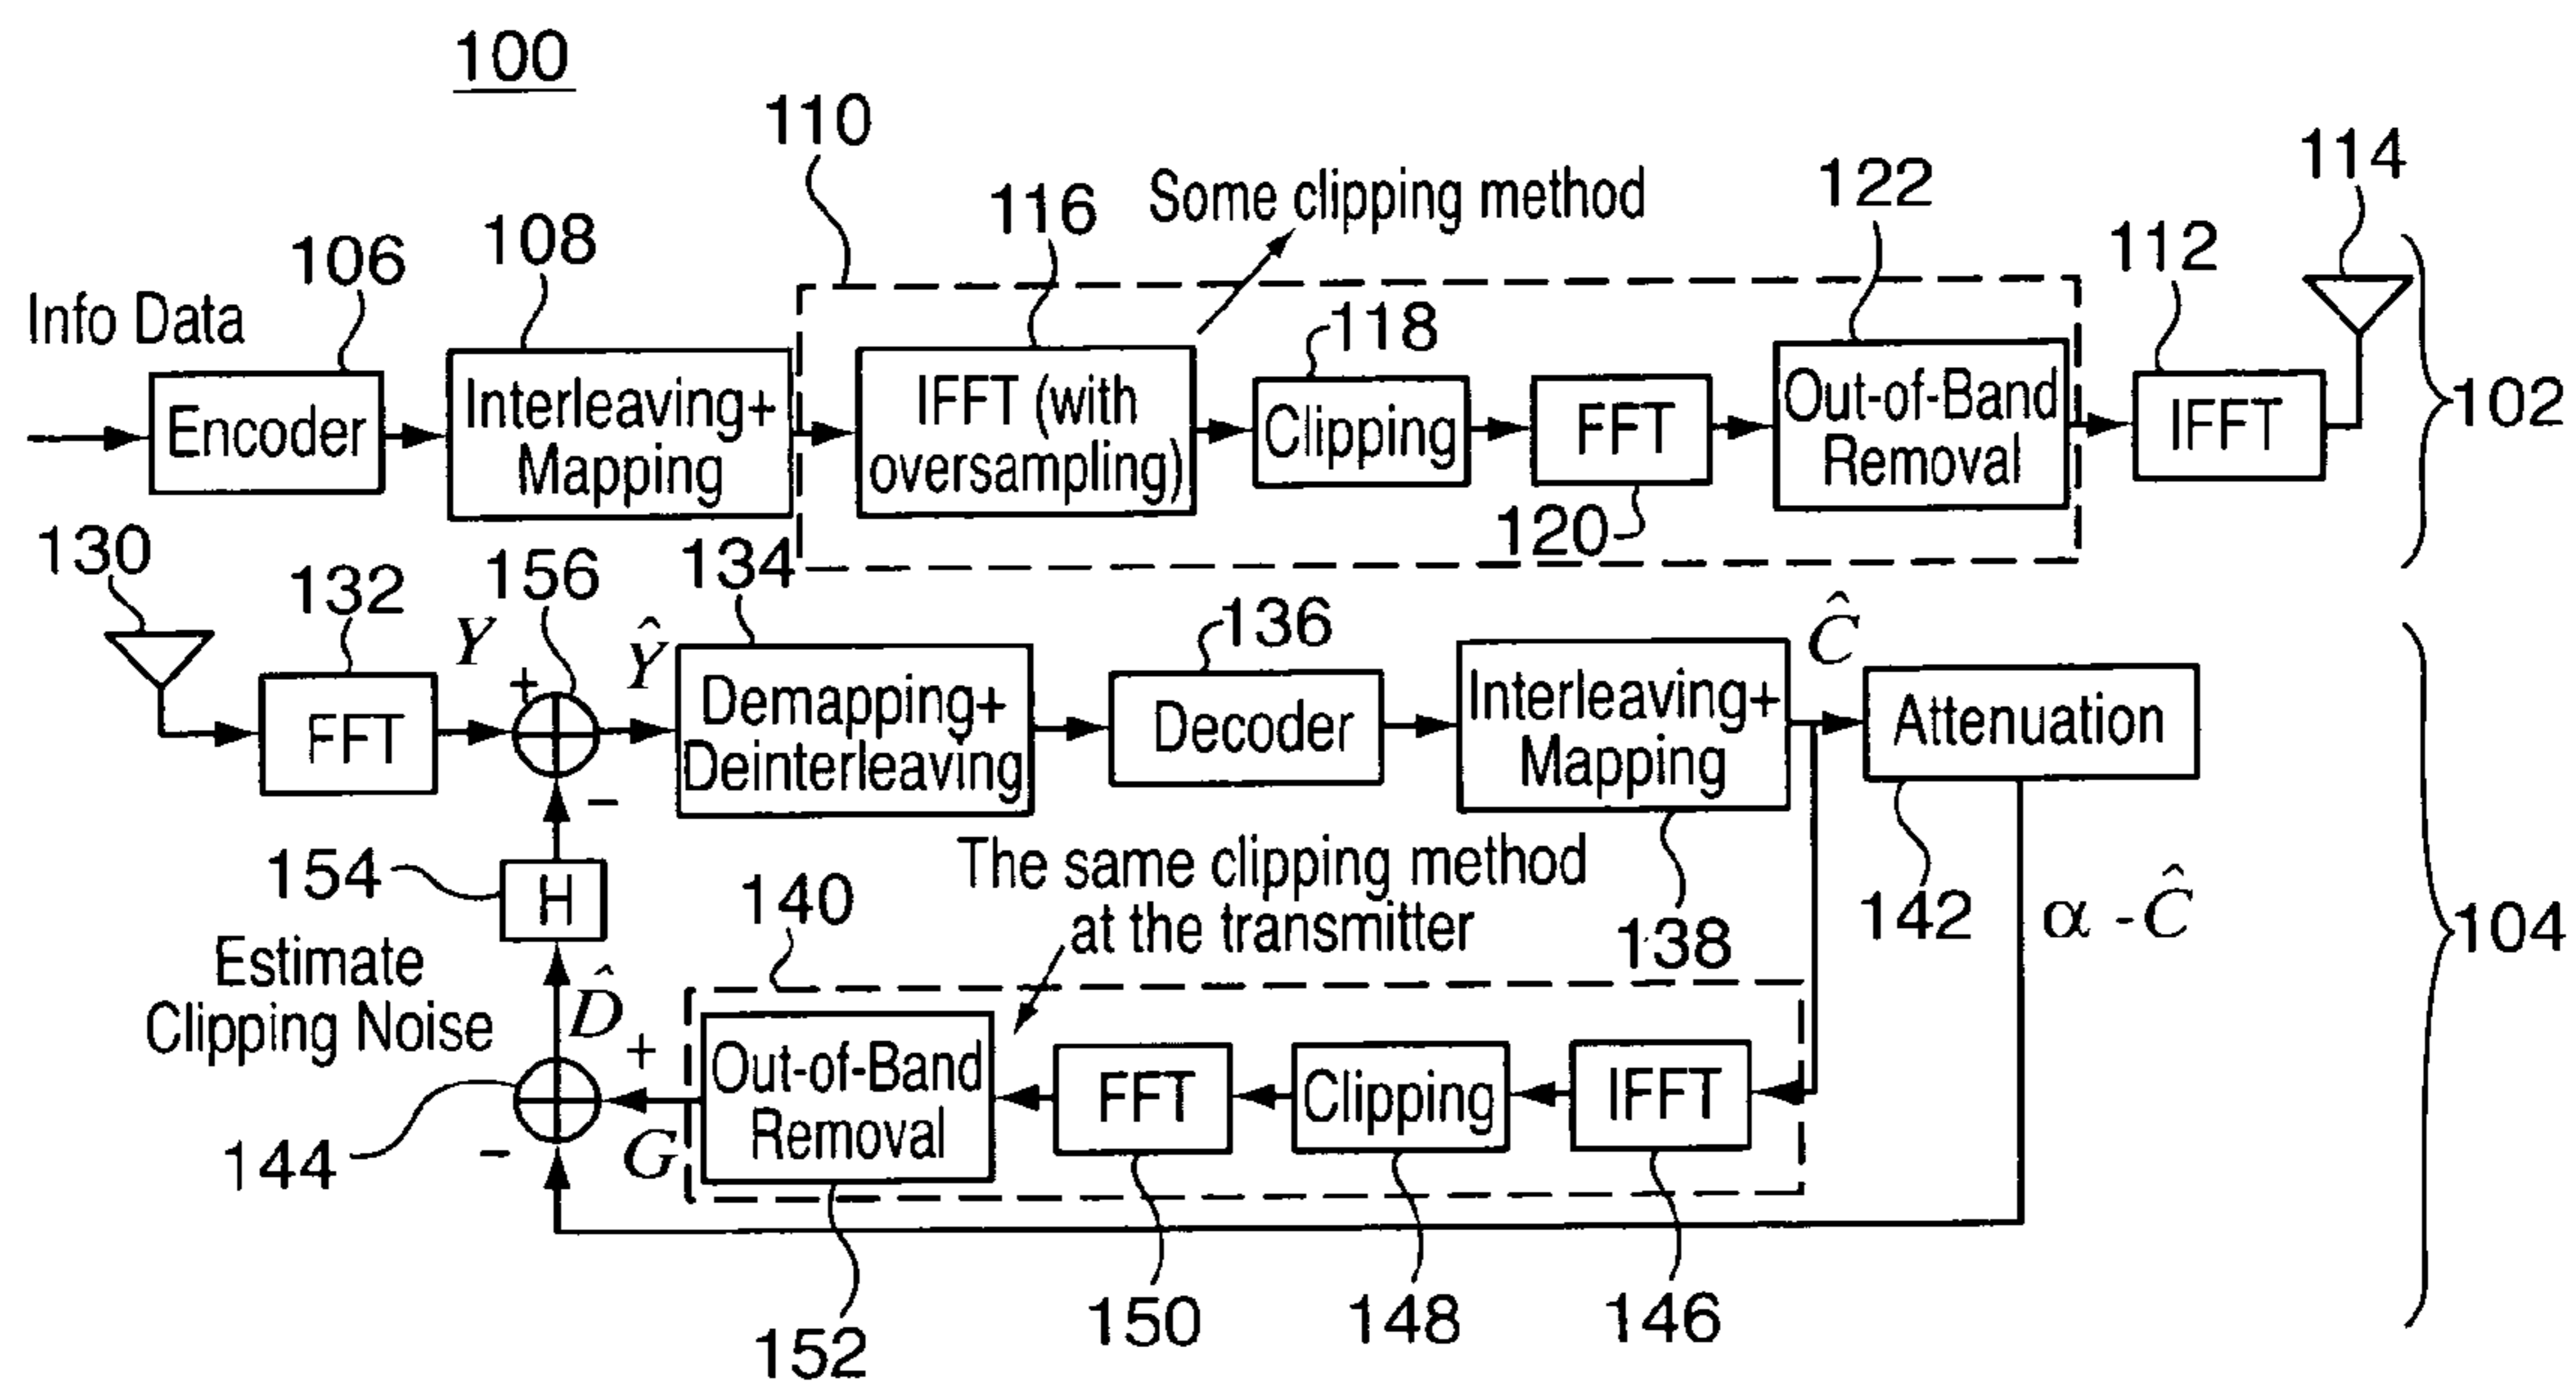 100
110
114
Some clipping method
122
116
108
112
106
Info Data
118
Encoder
Interleaving+
Mapping
IFFT (with
oversampling)
Clipping
FFT
Out-of-Band
Removal
IFFT
102
120
130
132
Y
156
Ŷ
134
136
Ĉ
+
FFT
Demapping+
Deinterleaving
Decoder
Interleaving+
Mapping
Attenuation
-
154
H
The same clipping method
at the transmitter
140
138
142
α -Ĉ
104
Estimate
Clipping Noise
D̂
+
Out-of-Band
Removal
FFT
Clipping
IFFT
144
-
G
152
150
148
146